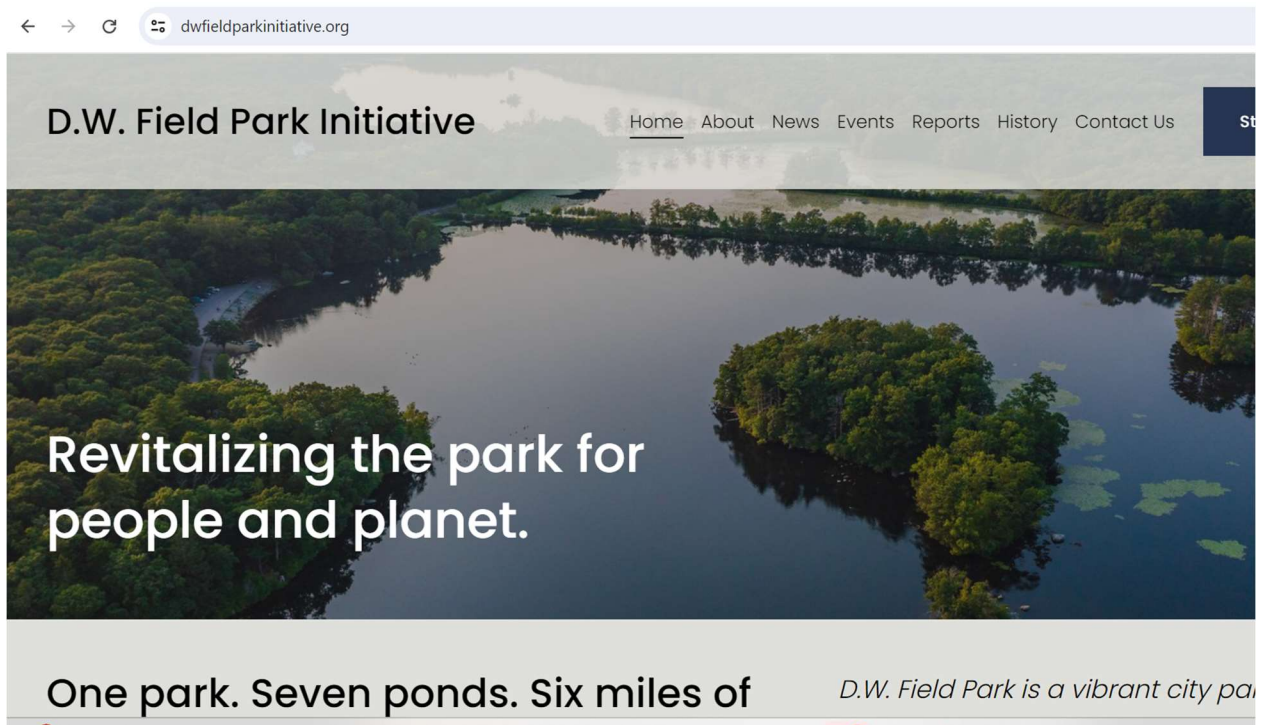 dwfieldparkinitiative.org
D.W. Field Park Initiative
Home About News Events Reports History Contact Us
Revitalizing the park for
people and planet.
One park. Seven ponds. Six miles of
D.W. Field Park is a vibrant city